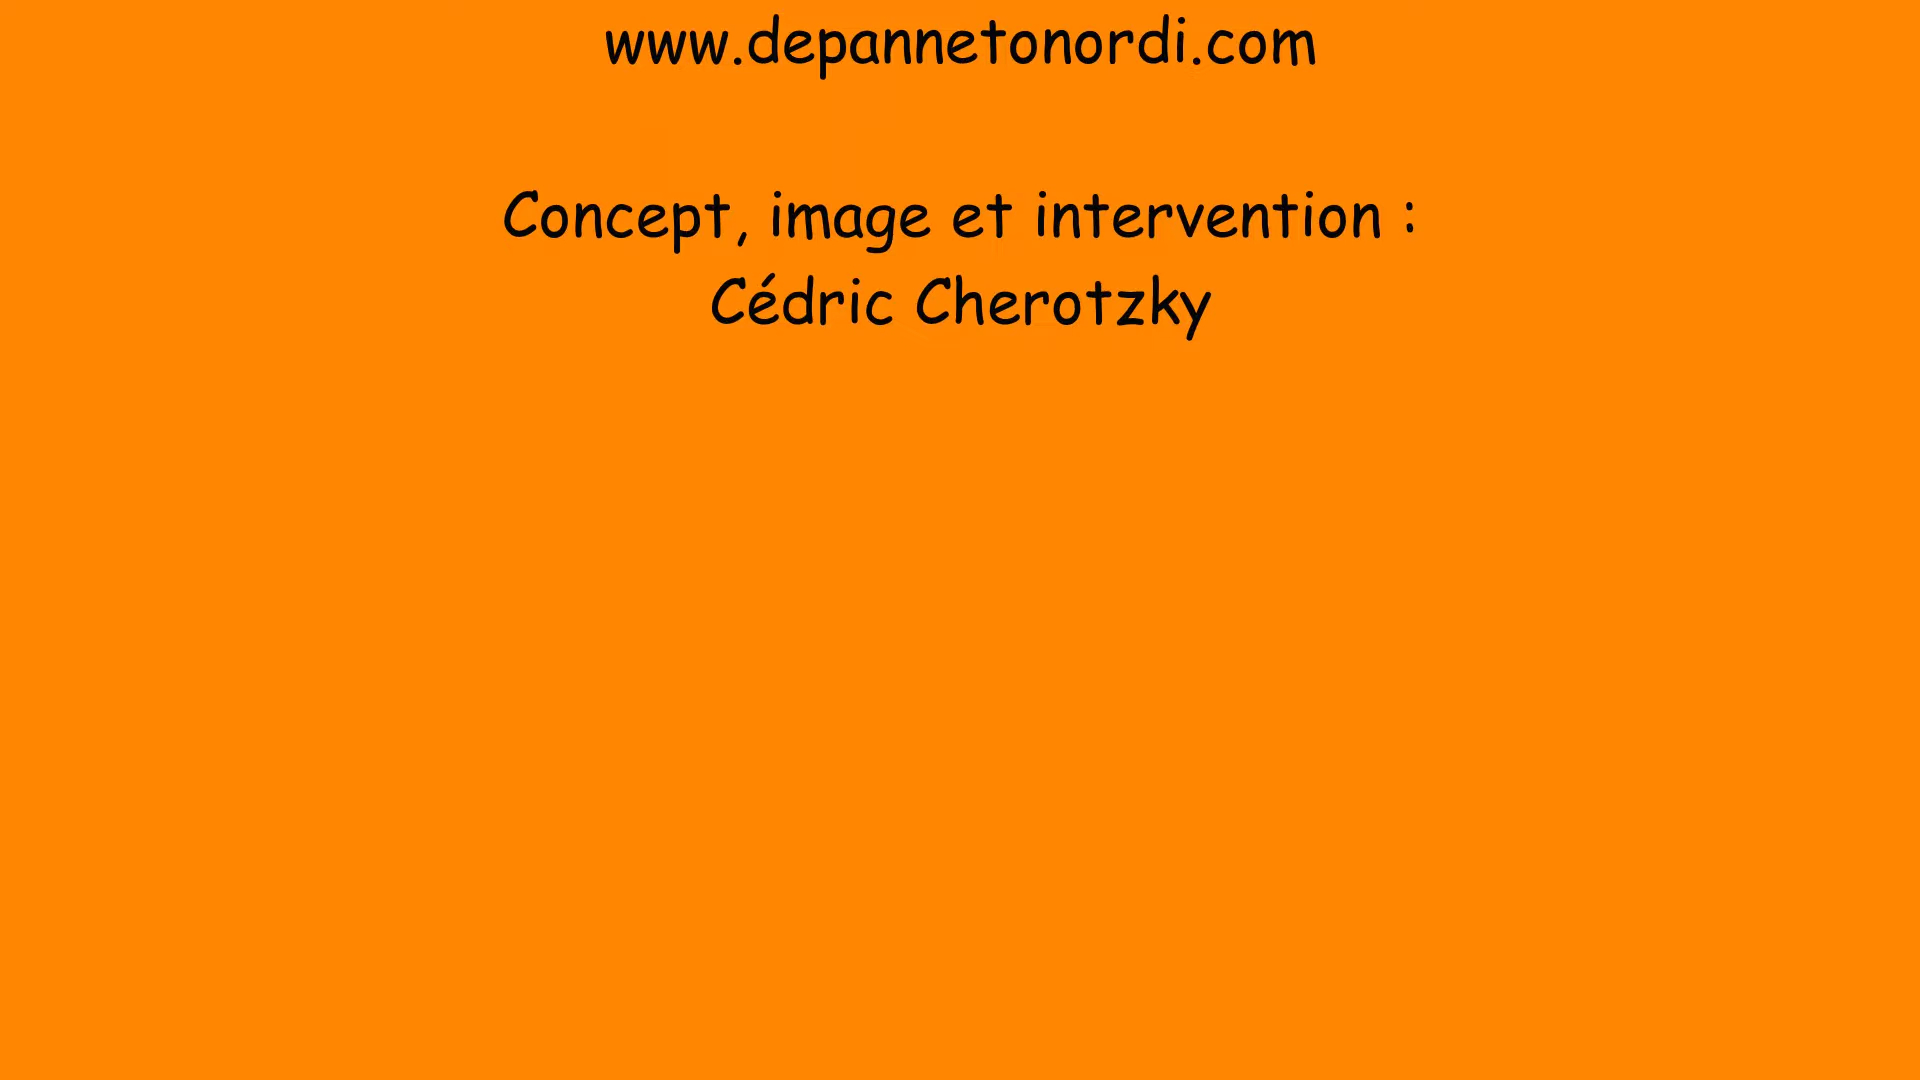 www.depannetonordi.com
Concept, image et intervention :
Cédric Cherotzky